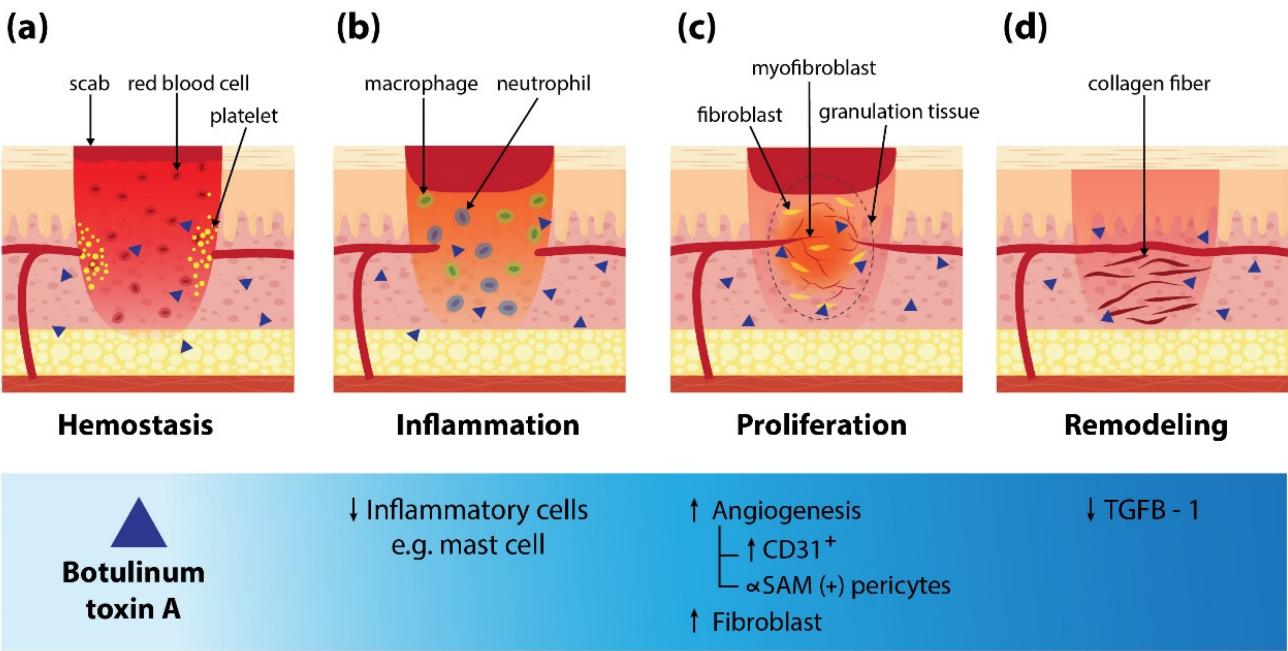 (a)
(b)
(c)
(d)
scab
red blood cell
platelet
macrophage
neutrophil
myofibroblast
fibroblast
granulation tissue
collagen fiber
Hemostasis
Inflammation
Proliferation
Remodeling
Botulinum
toxin A
↓ Inflammatory cells
e.g. mast cell
↑ Angiogenesis
↑ CD31⁺
∝SAM (+) pericytes
↑ Fibroblast
↓ TGFB - 1